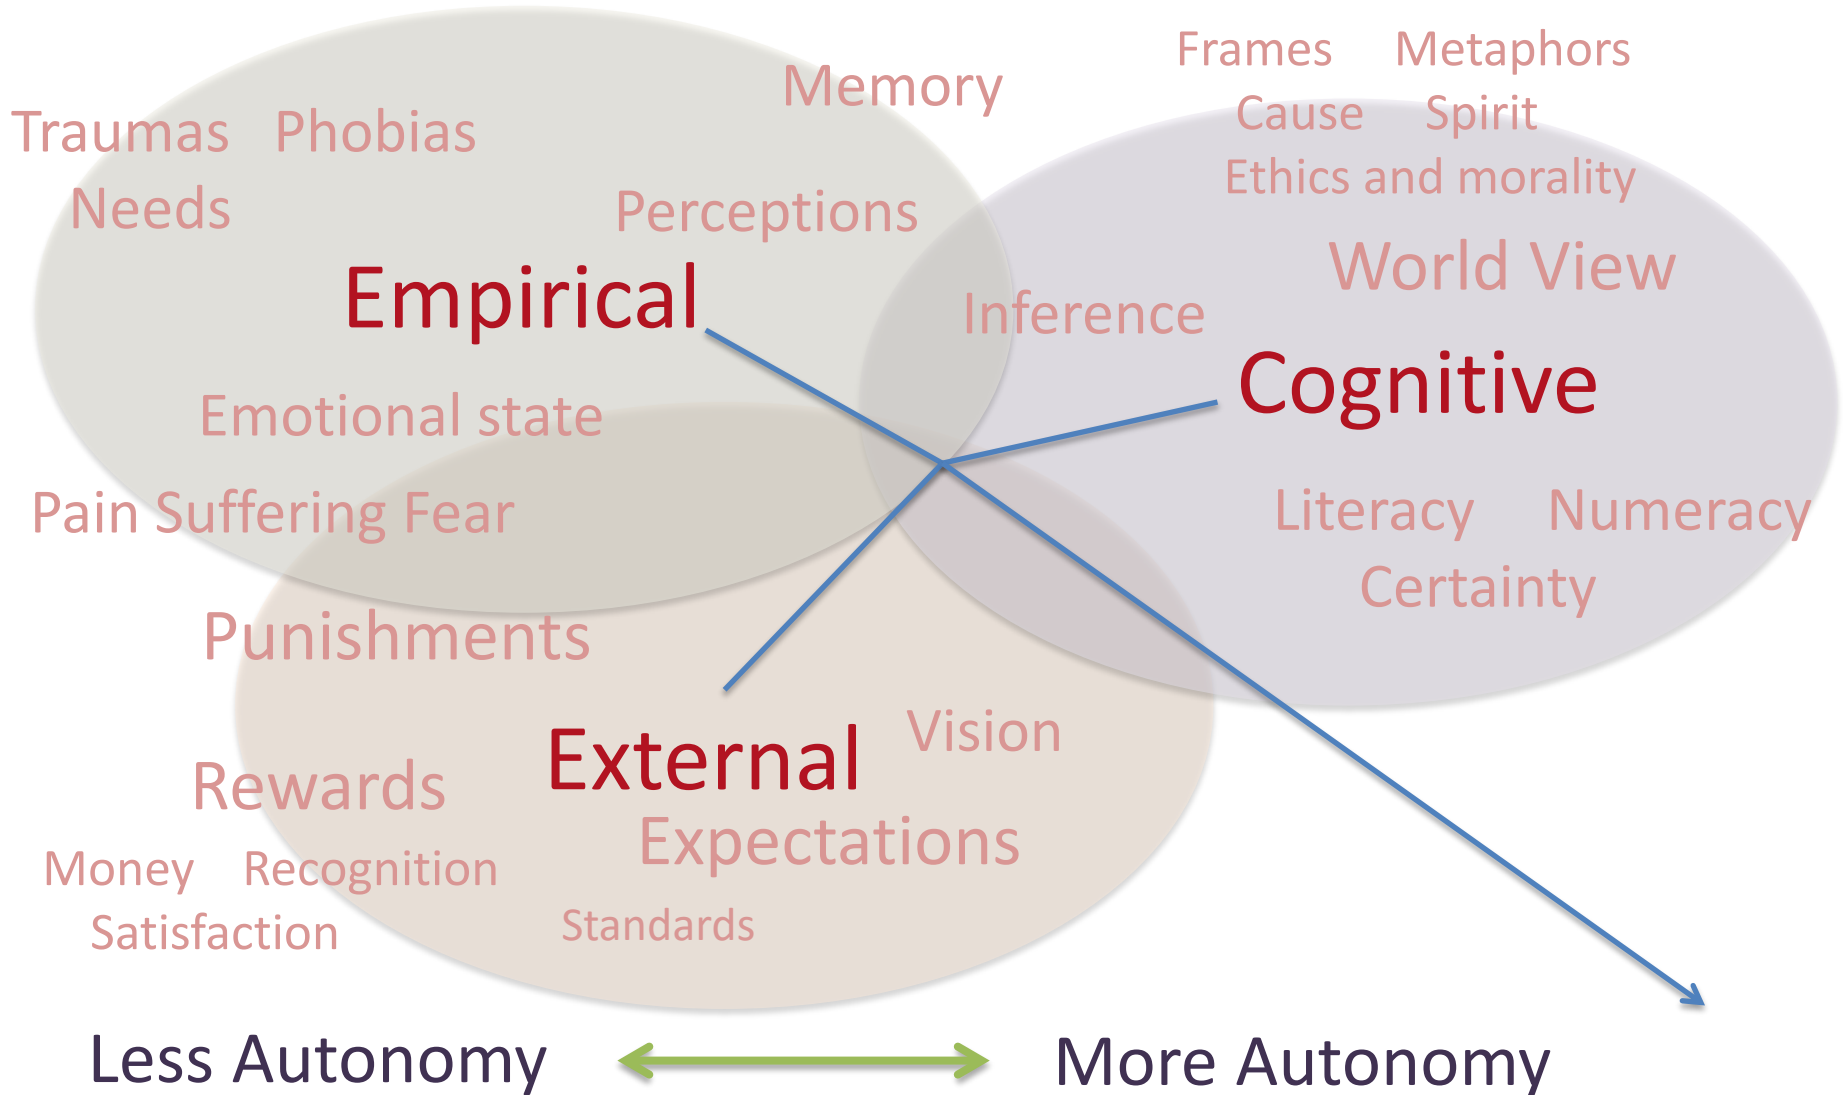 Frames Metaphors
Memory
Cause Spirit
Traumas Phobias
Ethics and morality
Needs
Perceptions
World View
Empirical
Inference
Cognitive
Emotional state
Pain Suffering Fear
Literacy Numeracy
Certainty
Punishments
Vision
External
Rewards
Expectations
Money Recognition
Standards
Satisfaction
Less Autonomy
More Autonomy